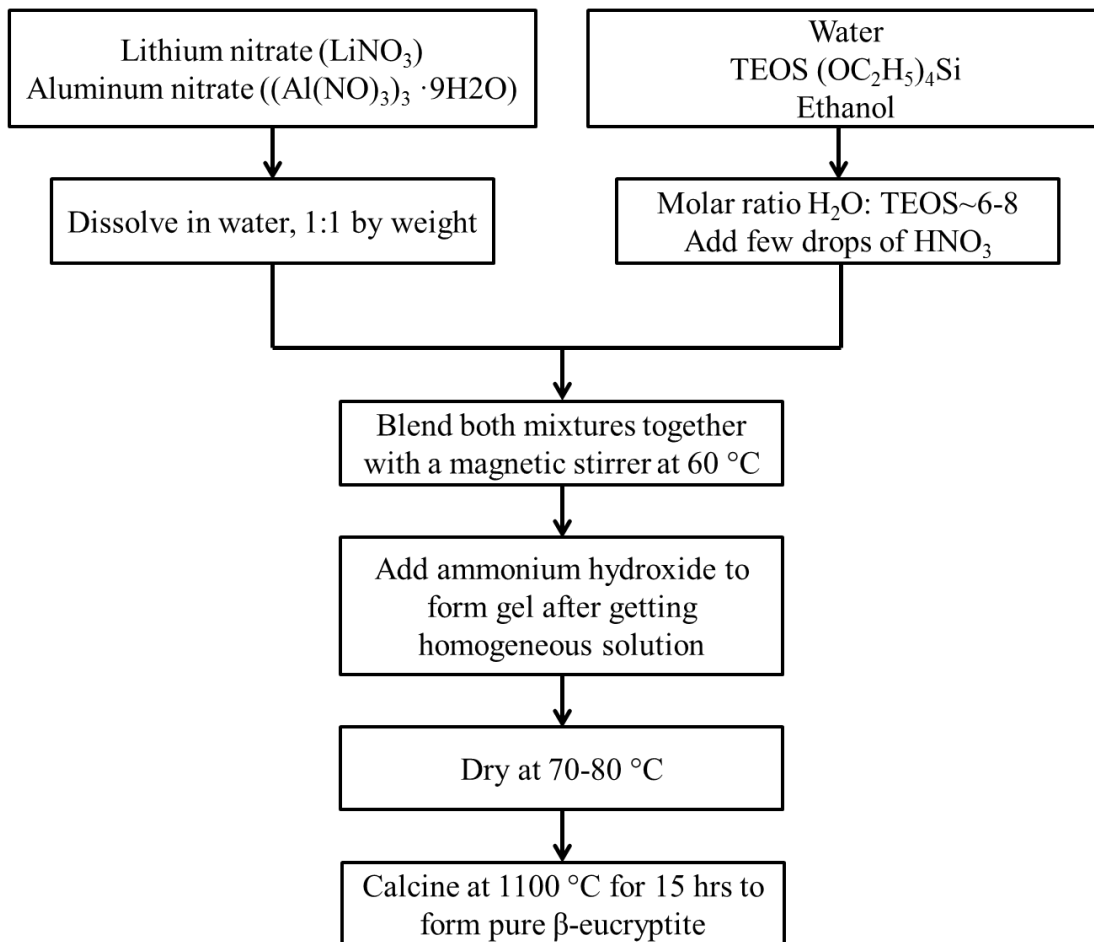 Lithium nitrate (LiNO₃)
Aluminum nitrate ((Al(NO)₃)₃ ·9H2O)
Water
TEOS (OC₂H₅)₄Si
Ethanol
Dissolve in water, 1:1 by weight
Molar ratio H₂O: TEOS~6-8
Add few drops of HNO₃
Blend both mixtures together
with a magnetic stirrer at 60 °C
Add ammonium hydroxide to
form gel after getting
homogeneous solution
Dry at 70-80 °C
Calcine at 1100 °C for 15 hrs to
form pure β-eucryptite